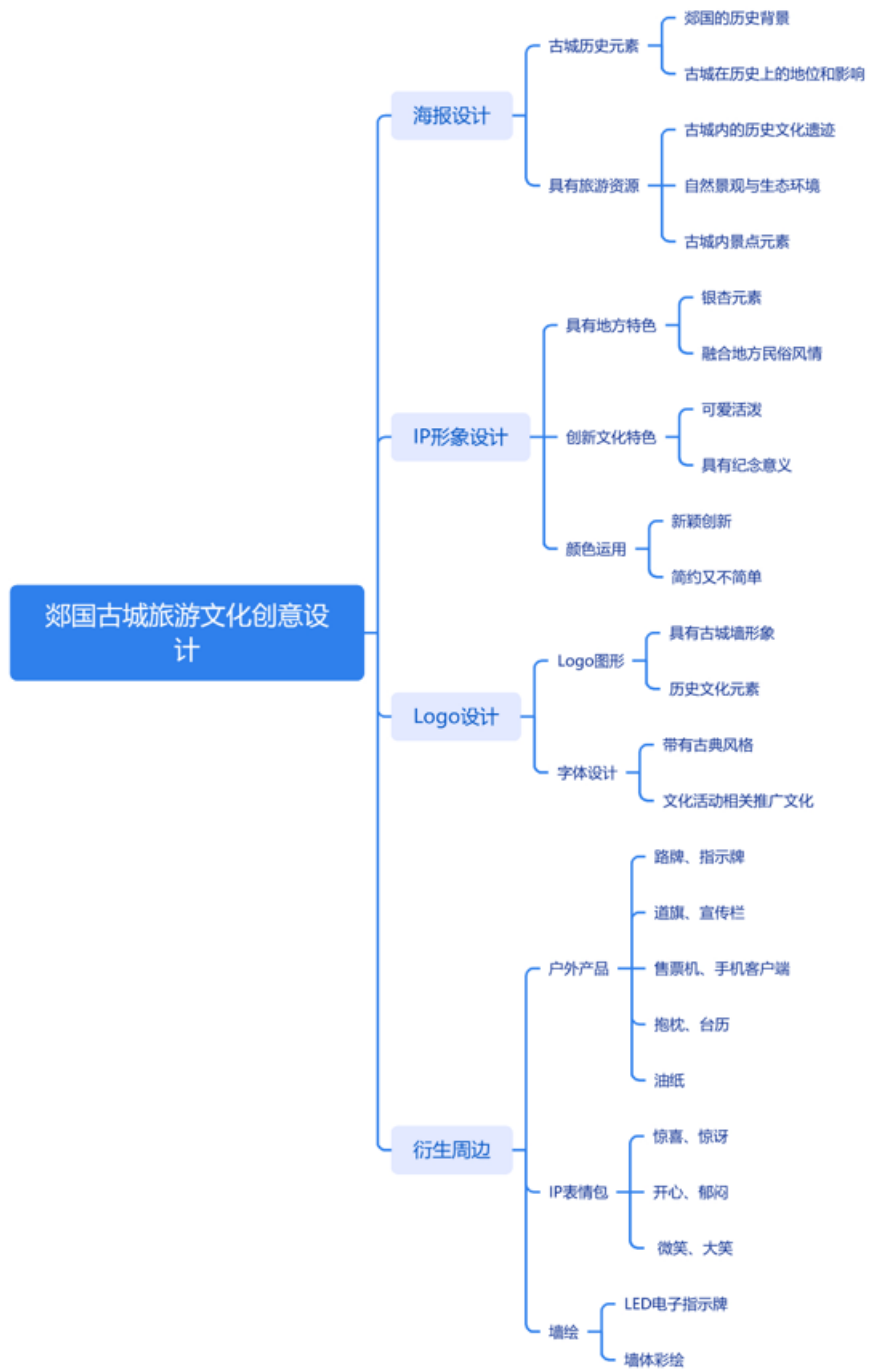 郯国古城旅游文化创意设
计
海报设计
古城历史元素
郯国的历史背景
古城在历史上的地位和影响
具有旅游资源
古城内的历史文化遗迹
自然景观与生态环境
古城内景点元素
IP形象设计
具有地方特色
银杏元素
融合地方民俗风情
创新文化特色
可爱活泼
具有纪念意义
颜色运用
新颖创新
简约又不简单
Logo设计
Logo图形
具有古城墙形象
历史文化元素
字体设计
带有古典风格
文化活动相关推广文化
衍生周边
户外产品
路牌、指示牌
道旗、宣传栏
售票机、手机客户端
抱枕、台历
油纸
IP表情包
惊喜、惊讶
开心、郁闷
微笑、大笑
墙绘
LED电子指示牌
墙体彩绘